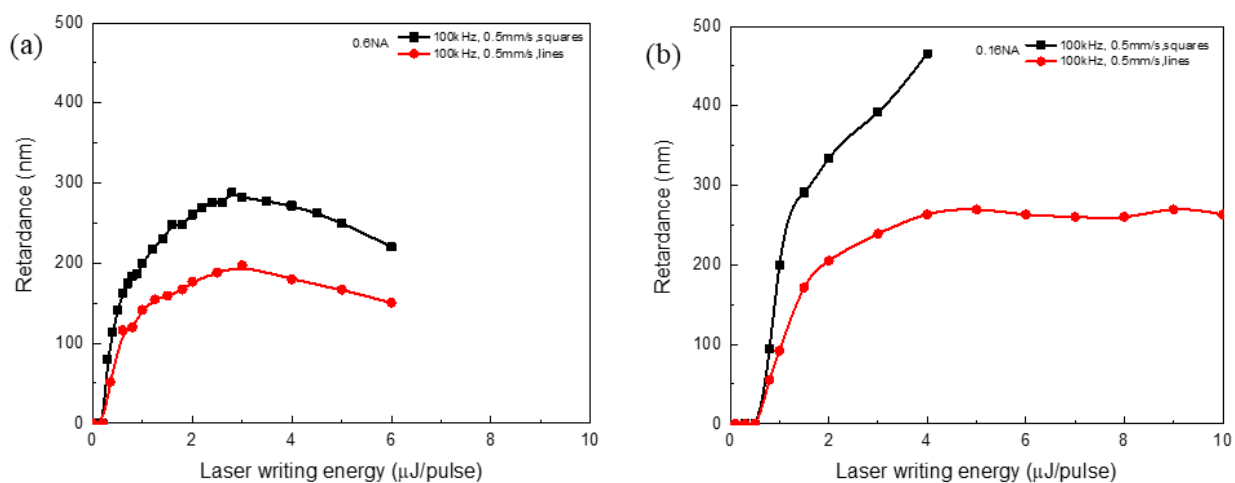 (a)
0.6NA
100kHz, 0.5mm/s,squares
100kHz, 0.5mm/s,lines
500
400
300
200
100
0
Retardance (nm)
0 2 4 6 8 10
Laser writing energy (μJ/pulse)
(b)
0.16NA
100kHz, 0.5mm/s,squares
100kHz, 0.5mm/s,lines
500
400
300
200
100
0
Retardance (nm)
0 2 4 6 8 10
Laser writing energy (μJ/pulse)